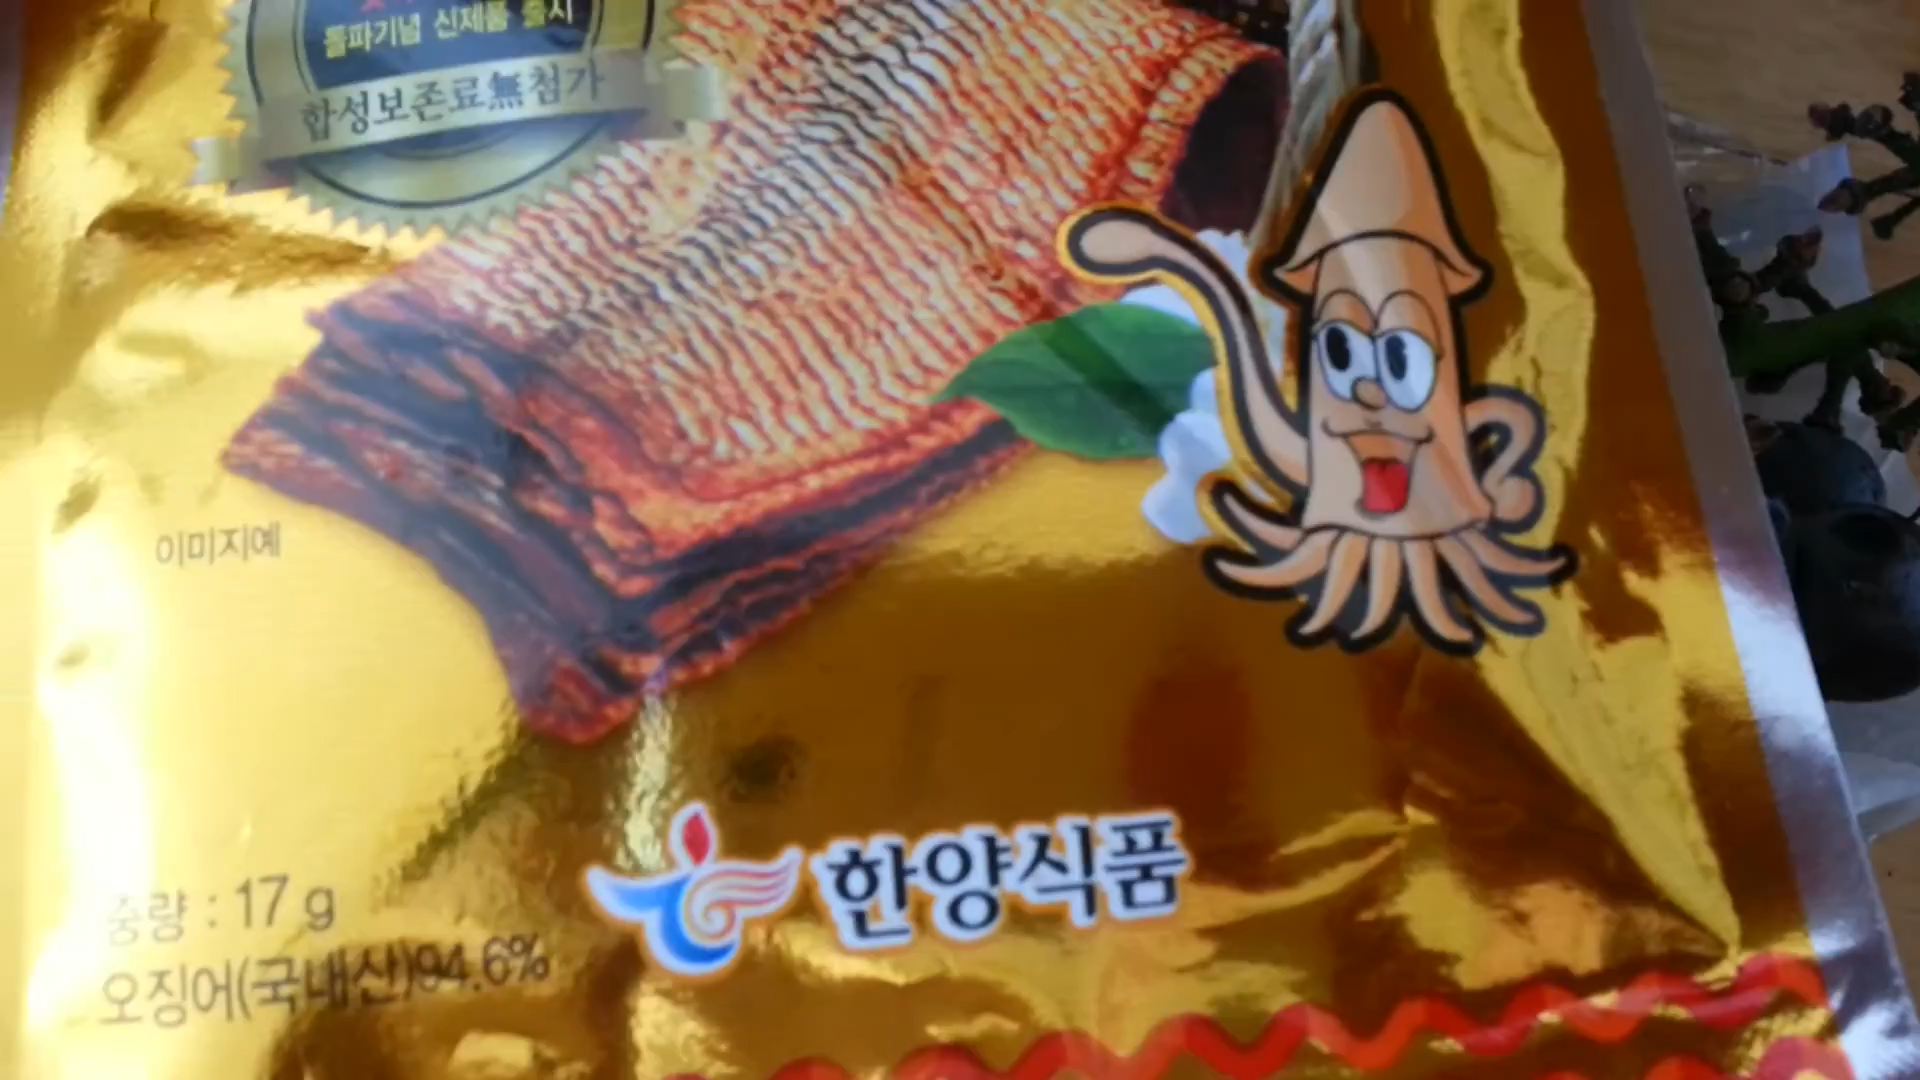 돌파기념 신제품 출시
합성보존료無첨가
이미지예
한양식품
중량 : 17 g
오징어(국내산)94.6%